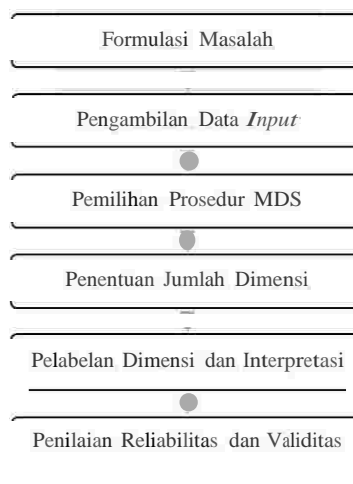 Formulasi Masalah
Pengambilan Data Input
Pemilihan Prosedur MDS
Penentuan Jumlah Dimensi
Pelabelan Dimensi dan Interpretasi
Penilaian Reliabilitas dan Validitas